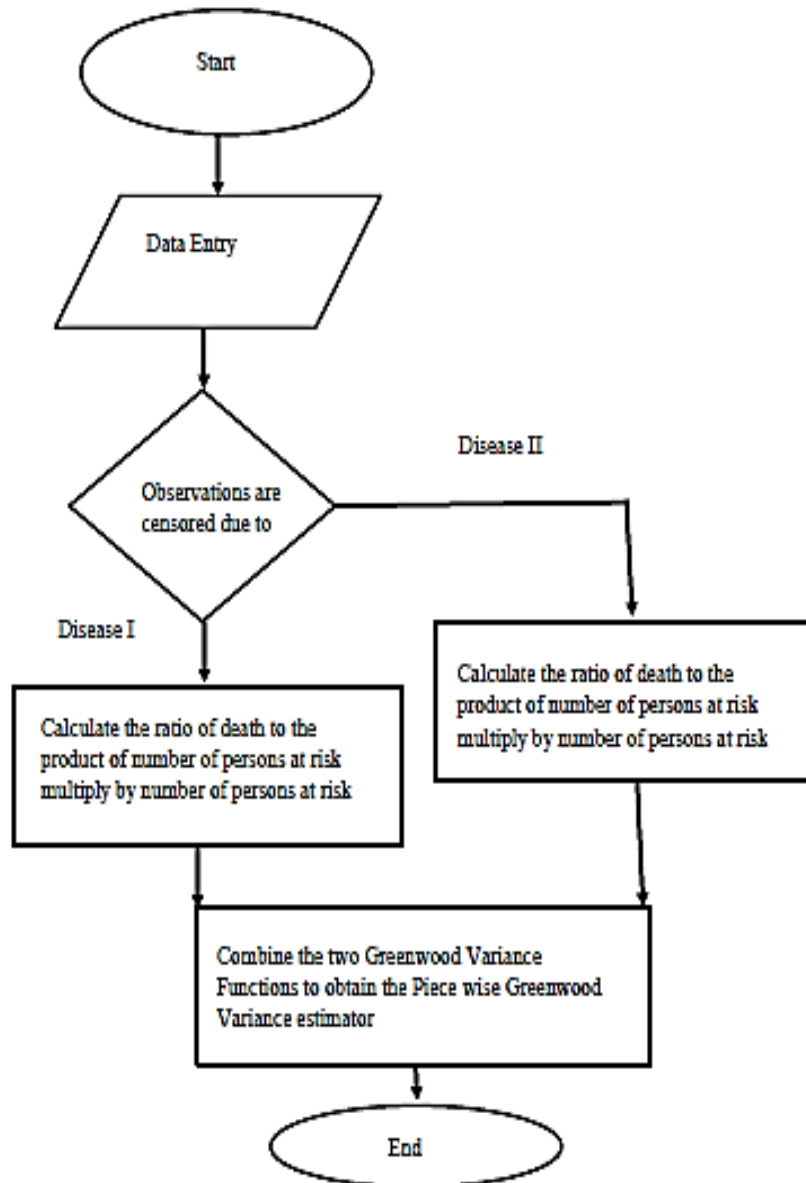 Start
Data Entry
Disease II
Observations are
censored due to
Disease I
Calculate the ratio of death to the
product of number of persons at risk
multiply by number of persons at risk
Calculate the ratio of death to the
product of number of persons at risk
multiply by number of persons at risk
Combine the two Greenwood Variance
Functions to obtain the Piece wise Greenwood
Variance estimator
End